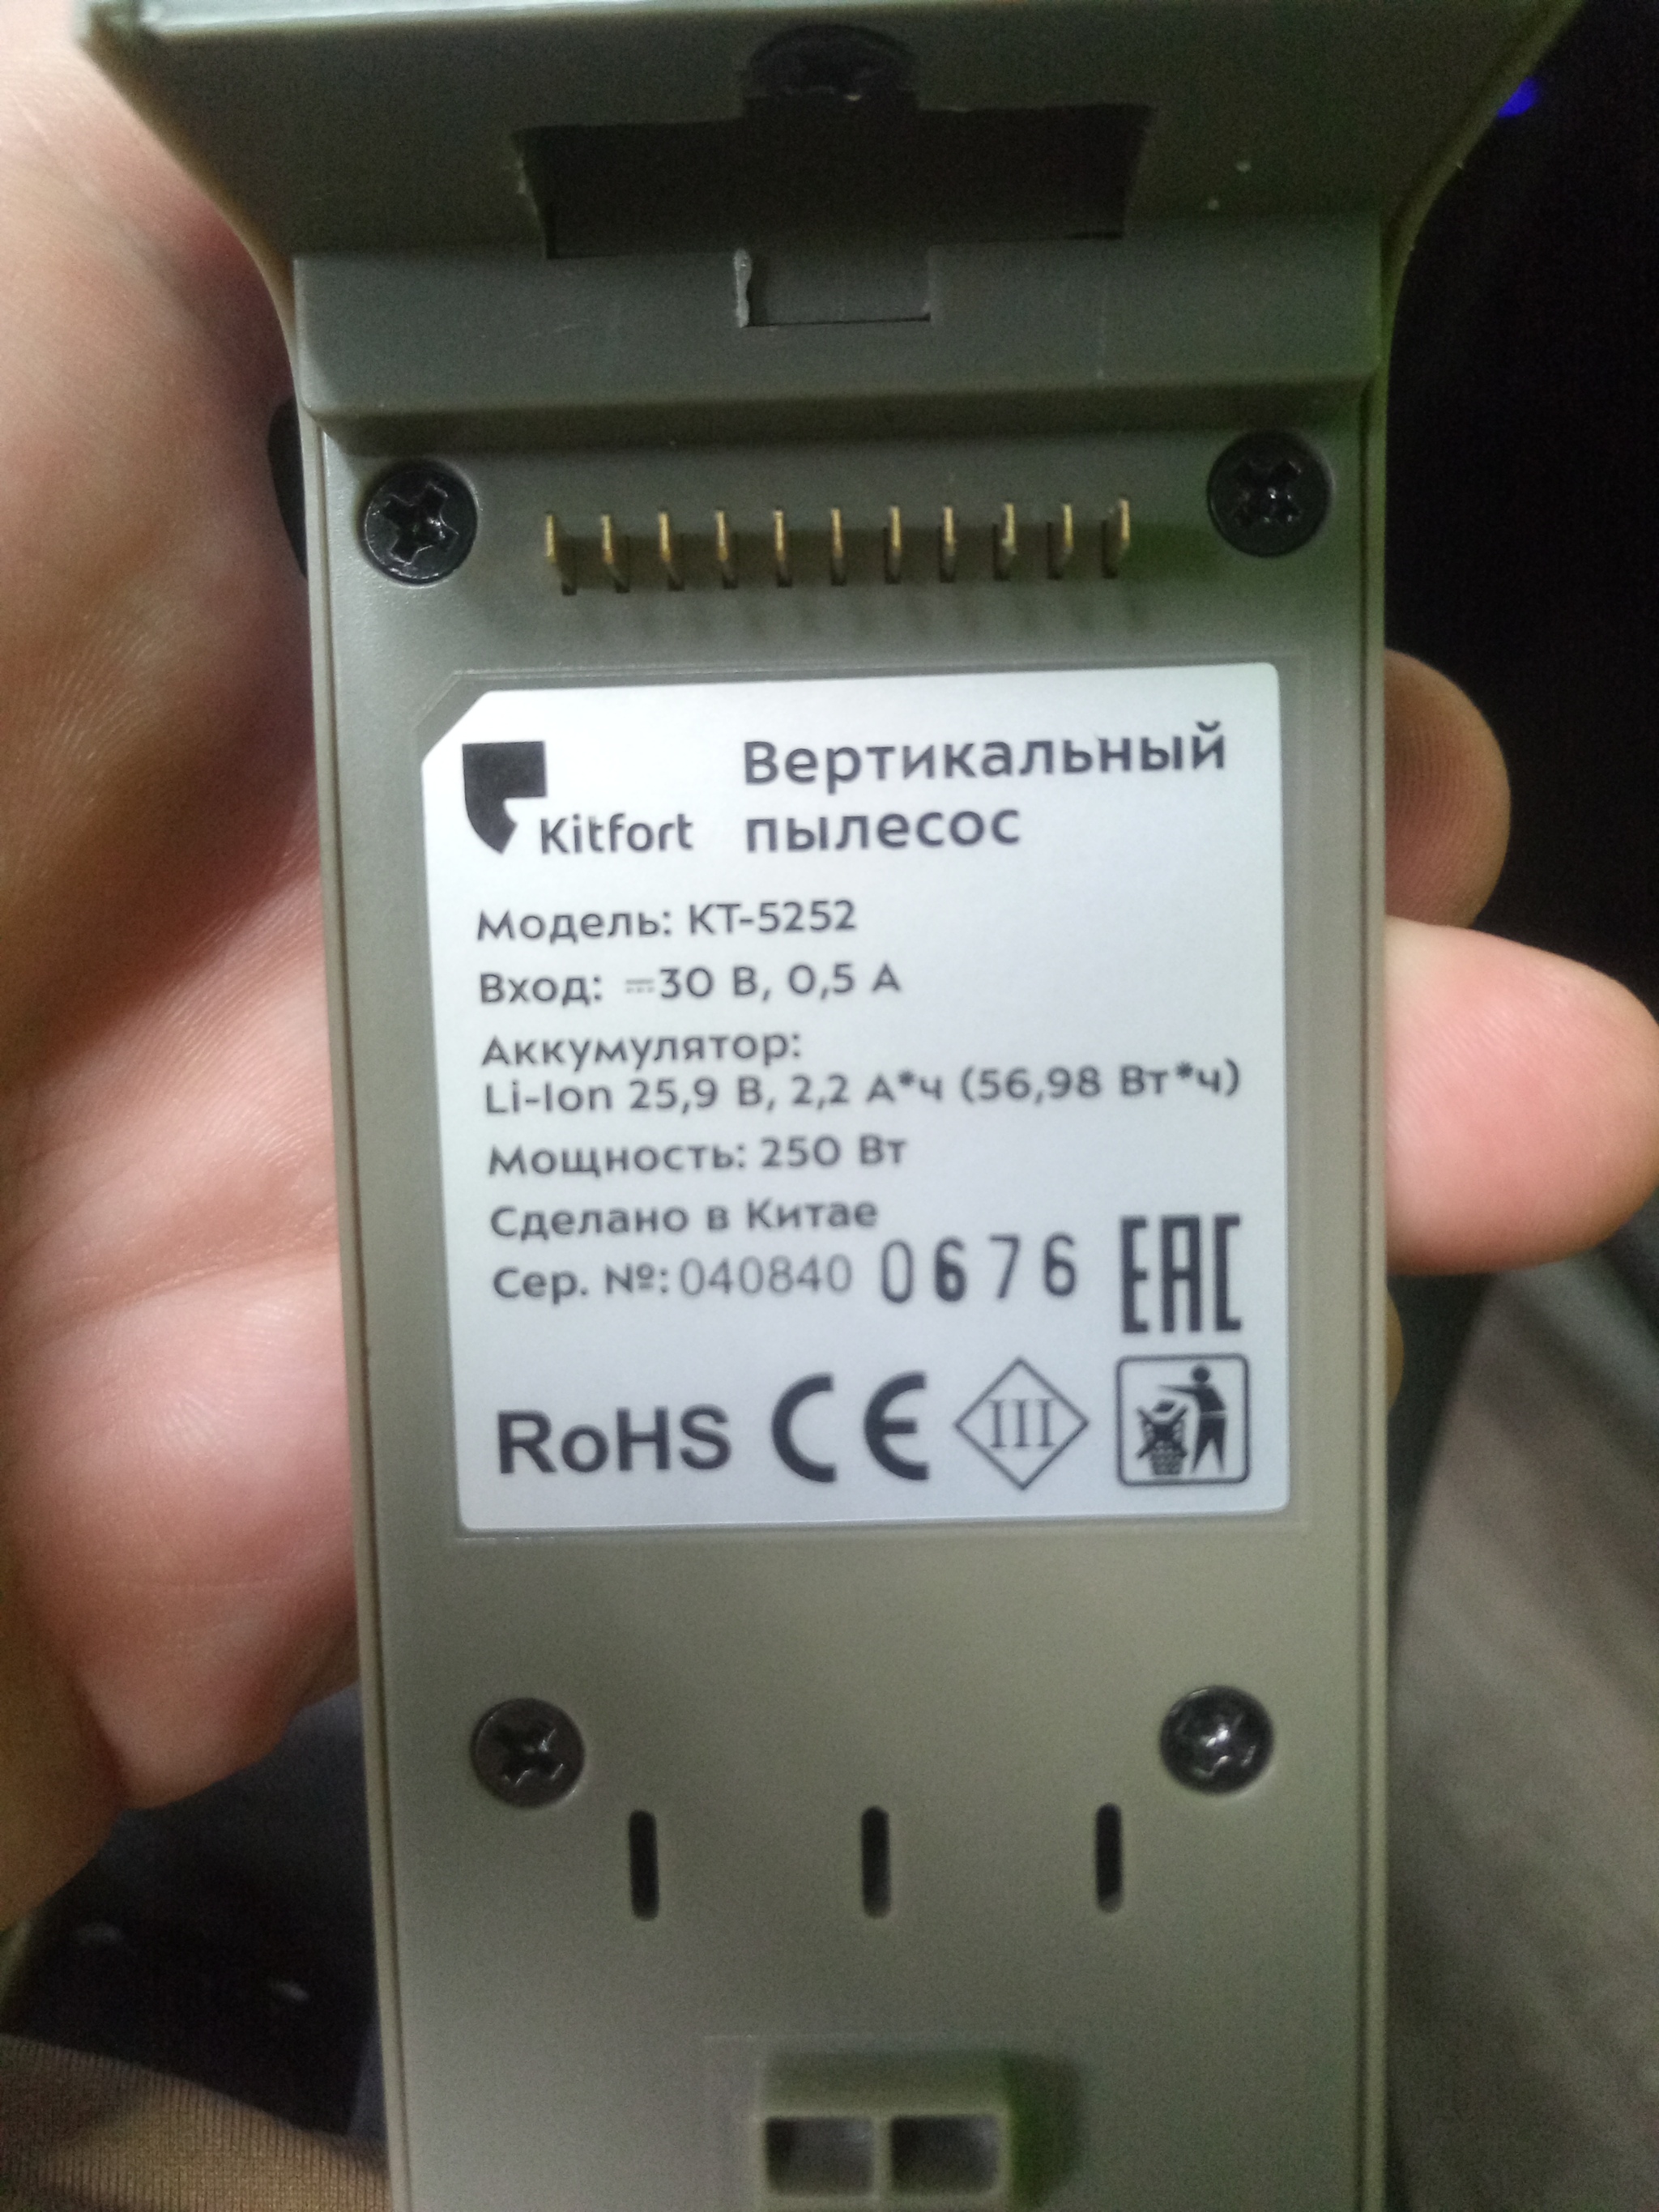 Kitfort
Вертикальный
пылесос
Модель: КТ-5252
Вход: ⎓30 В, 0,5 А
Аккумулятор:
Li-Ion 25,9 В, 2,2 А*ч (56,98 Вт*ч)
Мощность: 250 Вт
Сделано в Китае
Сер. №: 040840 0676
EAC
RoHS CE III